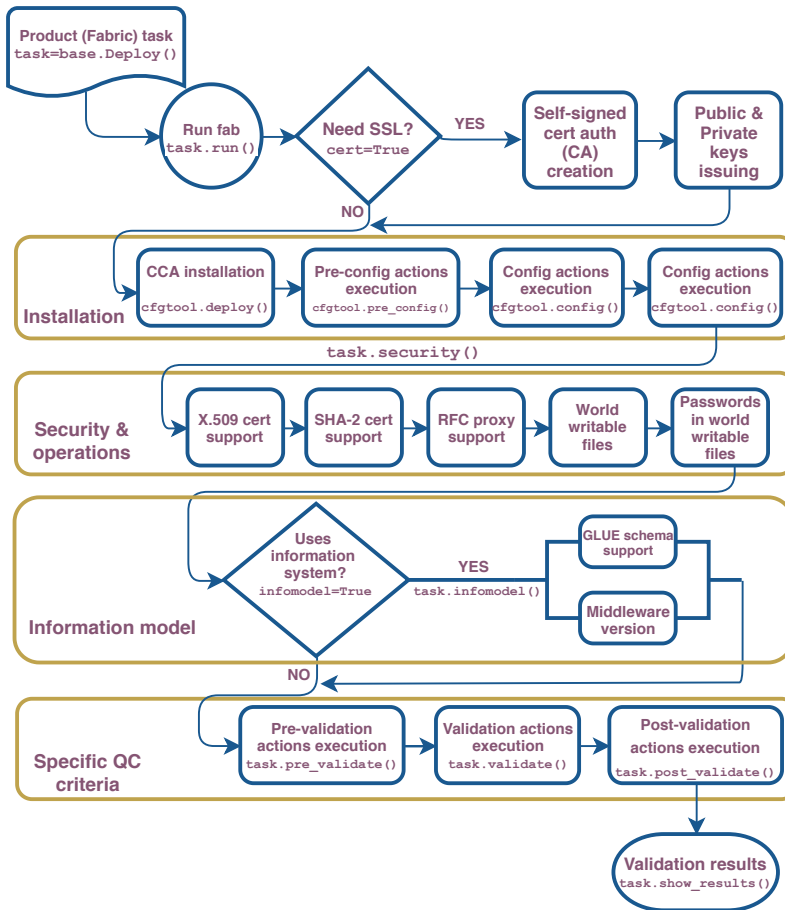 Product (Fabric) task
task=base.Deploy()
Run fab
task.run()
Need SSL?
cert=True
YES
Self-signed
cert auth
(CA)
creation
Public &
Private
keys
issuing
NO
Installation
CCA installation
cfgtool.deploy()
Pre-config actions
execution
cfgtool.pre_config()
Config actions
execution
cfgtool.config()
Config actions
execution
cfgtool.config()
task.security()
Security &
operations
X.509 cert
support
SHA-2 cert
support
RFC proxy
support
World
writable
files
Passwords
in world
writable
files
Information model
Uses
information
system?
infomodel=True
YES
task.infomodel()
GLUE schema
support
Middleware
version
NO
Specific QC
criteria
Pre-validation
actions execution
task.pre_validate()
Validation actions
execution
task.validate()
Post-validation
actions execution
task.post_validate()
Validation results
task.show_results()